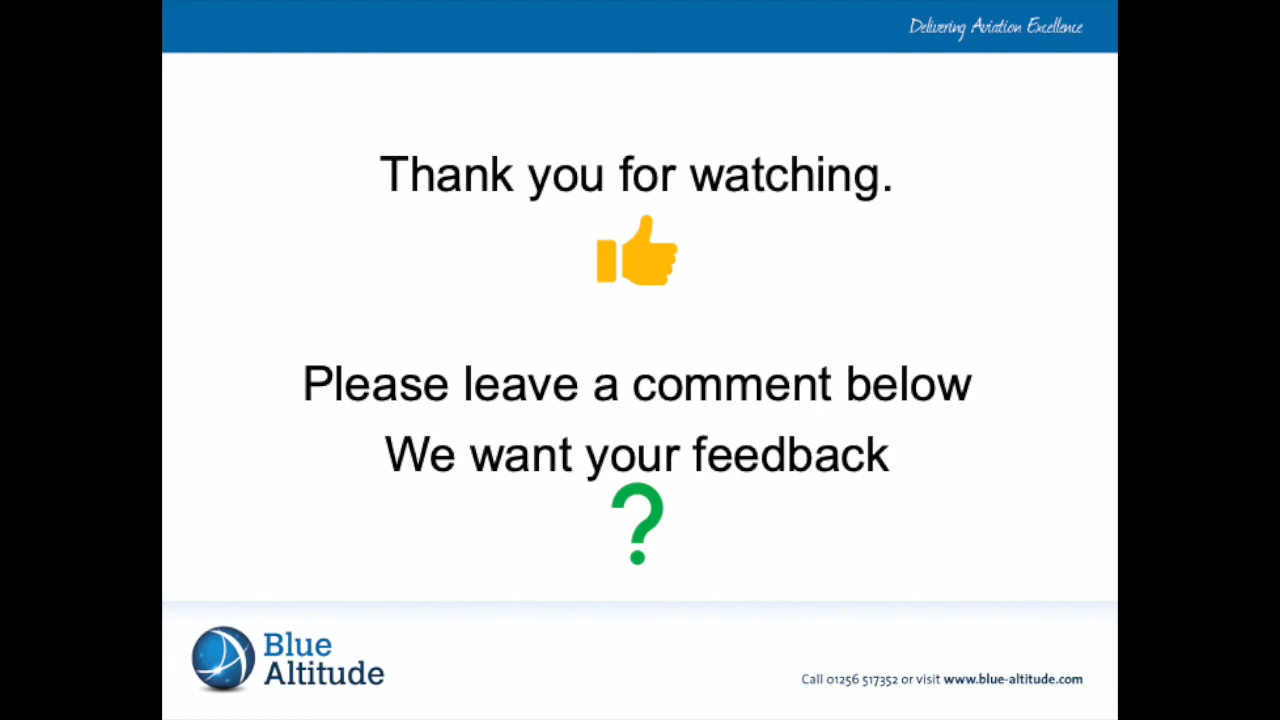 Delivering Aviation Excellence
Thank you for watching.
Please leave a comment below
We want your feedback
?
Blue
Altitude
Call 01256 517352 or visit www.blue-altitude.com